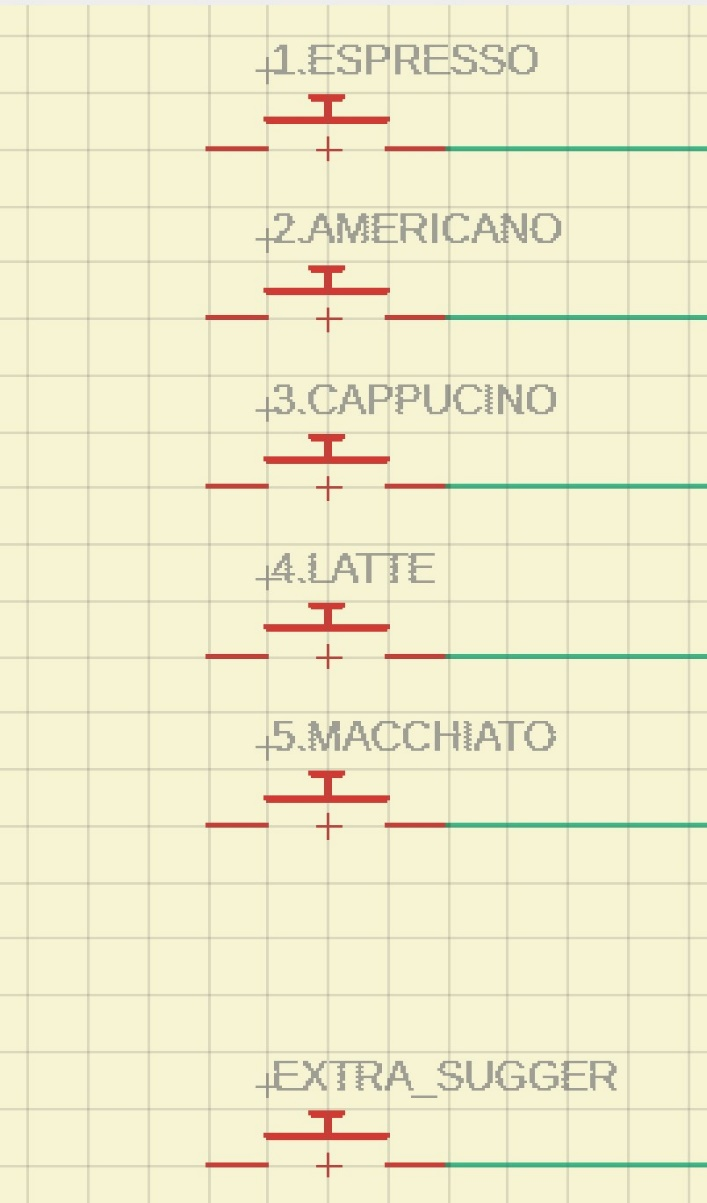 1.ESPRESSO
2.AMERICANO
3.CAPPUCINO
4.LATTE
5.MACCHIATO
EXTRA_SUGGER